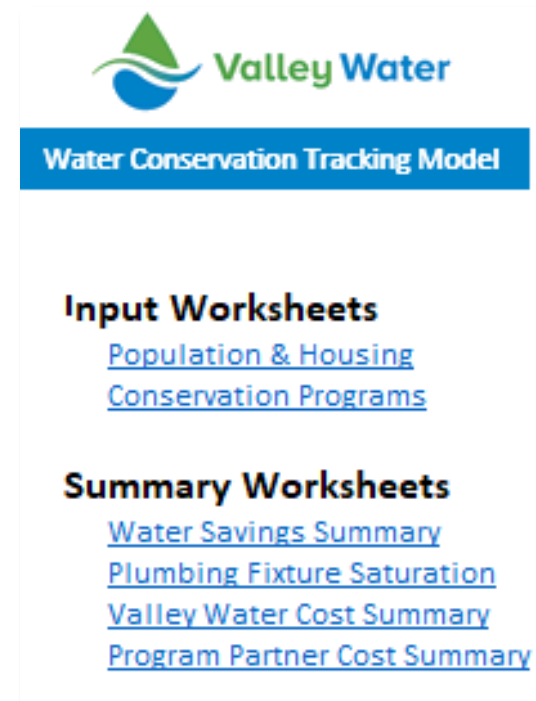 Valley Water
Water Conservation Tracking Model
Input Worksheets
Population & Housing
Conservation Programs
Summary Worksheets
Water Savings Summary
Plumbing Fixture Saturation
Valley Water Cost Summary
Program Partner Cost Summary